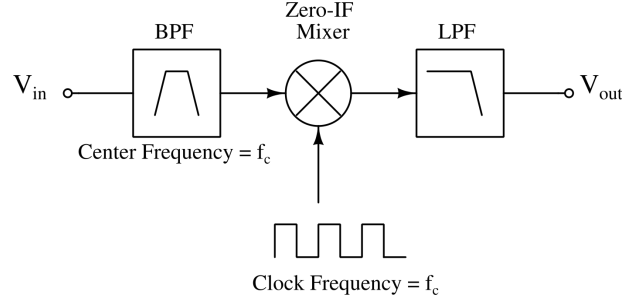 Zero-IF
Mixer
BPF
LPF
V_in
V_out
Center Frequency = f_c
Clock Frequency = f_c